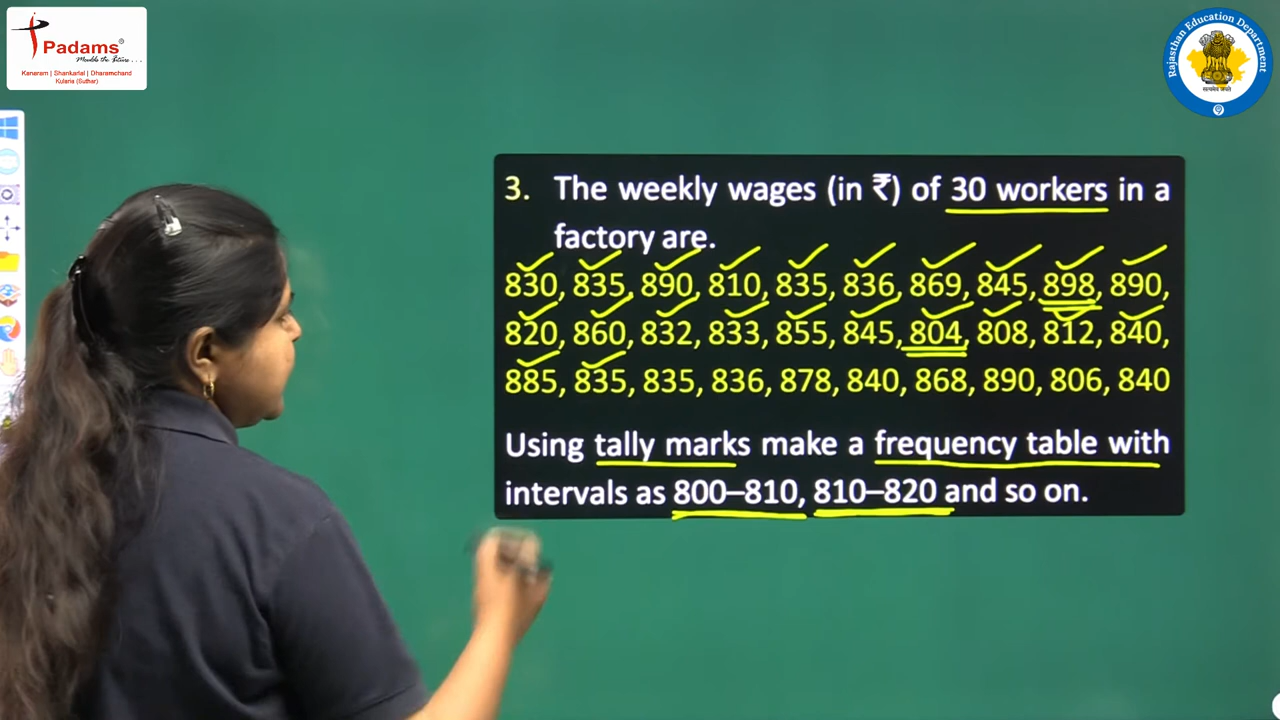 Padams®
Moulds the Future...
Kanaram | Shankarlal | Dharamchand
Kularia (Suthar)
Rajasthan Education Department
सत्यमेव जयते
3. The weekly wages (in ₹) of 30 workers in a
factory are.
830, 835, 890, 810, 835, 836, 869, 845, 898, 890,
820, 860, 832, 833, 855, 845, 804, 808, 812, 840,
885, 835, 835, 836, 878, 840, 868, 890, 806, 840
Using tally marks make a frequency table with
intervals as 800–810, 810–820 and so on.